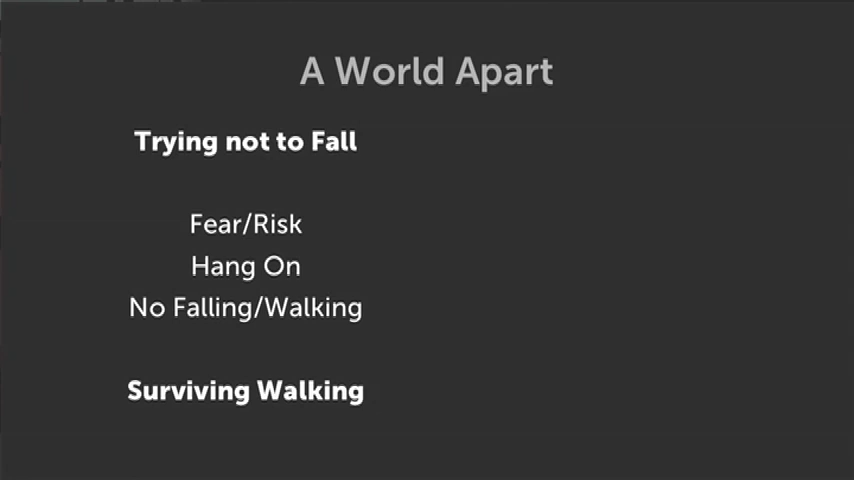 A World Apart
Trying not to Fall
Fear/Risk
Hang On
No Falling/Walking
Surviving Walking